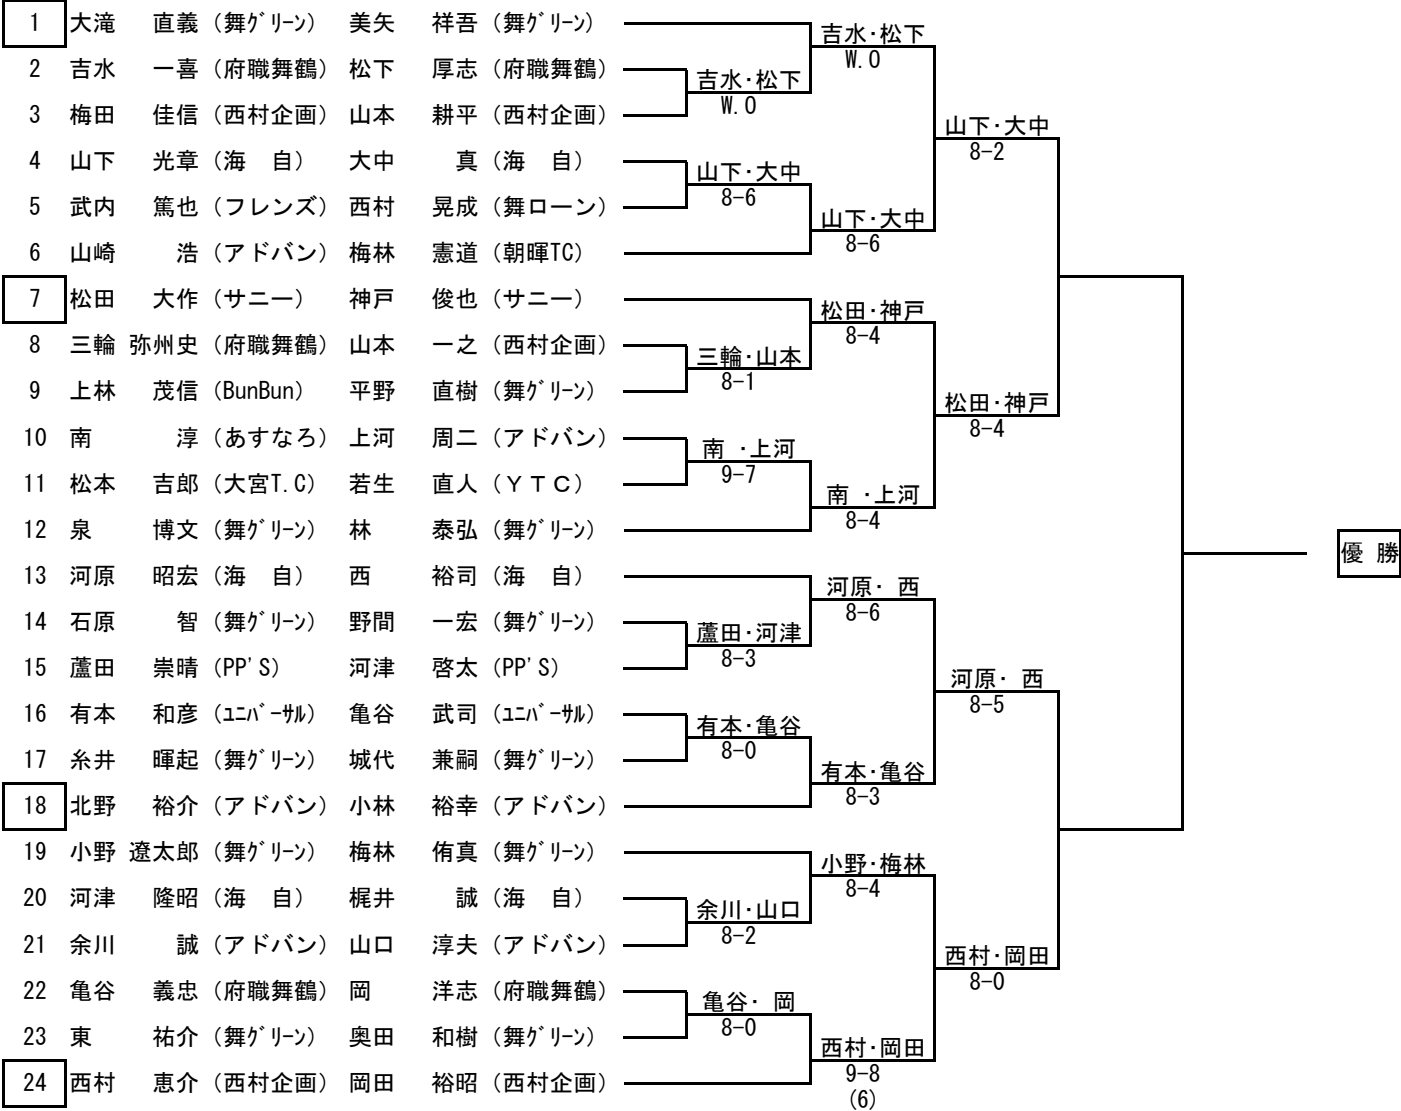 1 大滝 直義 (舞ｸﾞﾘｰﾝ) 美矢 祥吾 (舞ｸﾞﾘｰﾝ)
吉水・松下
2 吉水 一喜 (府職舞鶴) 松下 厚志 (府職舞鶴)
W.O
吉水・松下
W.O
3 梅田 佳信 (西村企画) 山本 耕平 (西村企画)
山下・大中
8-2
4 山下 光章 (海 自) 大中 真 (海 自)
山下・大中
8-6
5 武内 篤也 (フレンズ) 西村 晃成 (舞ローン)
山下・大中
8-6
6 山崎 浩 (アドバン) 梅林 憲道 (朝暉TC)
7 松田 大作 (サニー) 神戸 俊也 (サニー)
松田・神戸
8-4
8 三輪 弥州史 (府職舞鶴) 山本 一之 (西村企画)
三輪・山本
8-1
9 上林 茂信 (BunBun) 平野 直樹 (舞ｸﾞﾘｰﾝ)
松田・神戸
8-4
10 南 淳 (あすなろ) 上河 周二 (アドバン)
南 ・上河
9-7
11 松本 吉郎 (大宮T.C) 若生 直人 (ＹＴＣ)
南 ・上河
8-4
12 泉 博文 (舞ｸﾞﾘｰﾝ) 林 泰弘 (舞ｸﾞﾘｰﾝ)
優 勝
13 河原 昭宏 (海 自) 西 裕司 (海 自)
河原・ 西
8-6
14 石原 智 (舞ｸﾞﾘｰﾝ) 野間 一宏 (舞ｸﾞﾘｰﾝ)
蘆田・河津
8-3
15 蘆田 崇晴 (PP'S) 河津 啓太 (PP'S)
河原・ 西
8-5
16 有本 和彦 (ﾕﾆﾊﾞｰｻﾙ) 亀谷 武司 (ﾕﾆﾊﾞｰｻﾙ)
有本・亀谷
8-0
17 糸井 暉起 (舞ｸﾞﾘｰﾝ) 城代 兼嗣 (舞ｸﾞﾘｰﾝ)
有本・亀谷
8-3
18 北野 裕介 (アドバン) 小林 裕幸 (アドバン)
19 小野 遼太郎 (舞ｸﾞﾘｰﾝ) 梅林 侑真 (舞ｸﾞﾘｰﾝ)
小野・梅林
8-4
20 河津 隆昭 (海 自) 梶井 誠 (海 自)
余川・山口
8-2
21 余川 誠 (アドバン) 山口 淳夫 (アドバン)
西村・岡田
8-0
22 亀谷 義忠 (府職舞鶴) 岡 洋志 (府職舞鶴)
亀谷・ 岡
8-0
23 東 祐介 (舞ｸﾞﾘｰﾝ) 奥田 和樹 (舞ｸﾞﾘｰﾝ)
西村・岡田
9-8
(6)
24 西村 恵介 (西村企画) 岡田 裕昭 (西村企画)